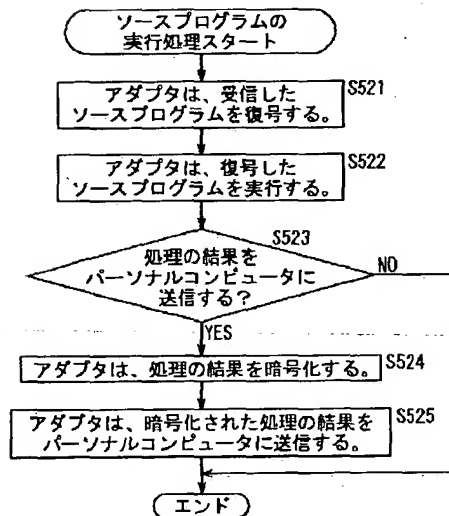 ソースプログラムの
実行処理スタート
S521
アダプタは、受信した
ソースプログラムを復号する。
S522
アダプタは、復号した
ソースプログラムを実行する。
S523
処理の結果を
パーソナルコンピュータに
送信する?
NO
YES
S524
アダプタは、処理の結果を暗号化する。
S525
アダプタは、暗号化された処理の結果を
パーソナルコンピュータに送信する。
エンド